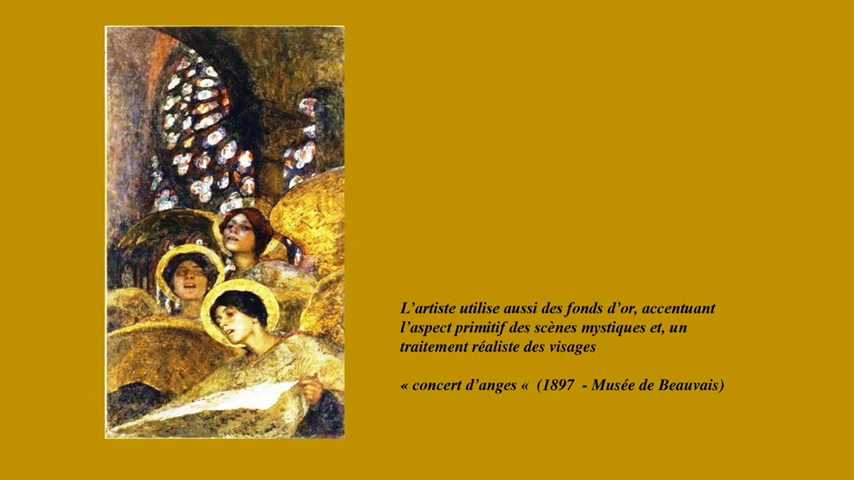 L’artiste utilise aussi des fonds d’or, accentuant
l’aspect primitif des scènes mystiques et, un
traitement réaliste des visages
« concert d’anges « (1897 - Musée de Beauvais)